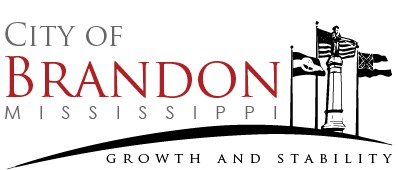 CITY OF
BRANDON
MISSISSIPPI
GROWTH AND STABILITY